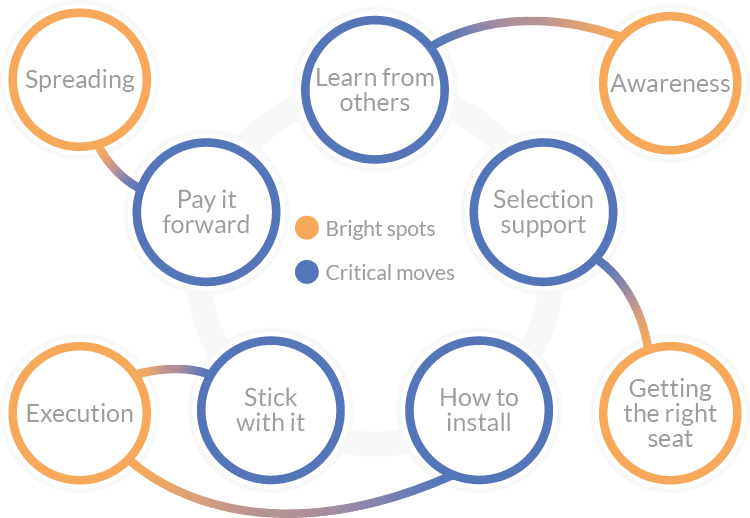 Spreading
Learn from
others
Awareness
Pay it
forward
Selection
support
Bright spots
Critical moves
Execution
Stick
with it
How to
install
Getting
the right
seat